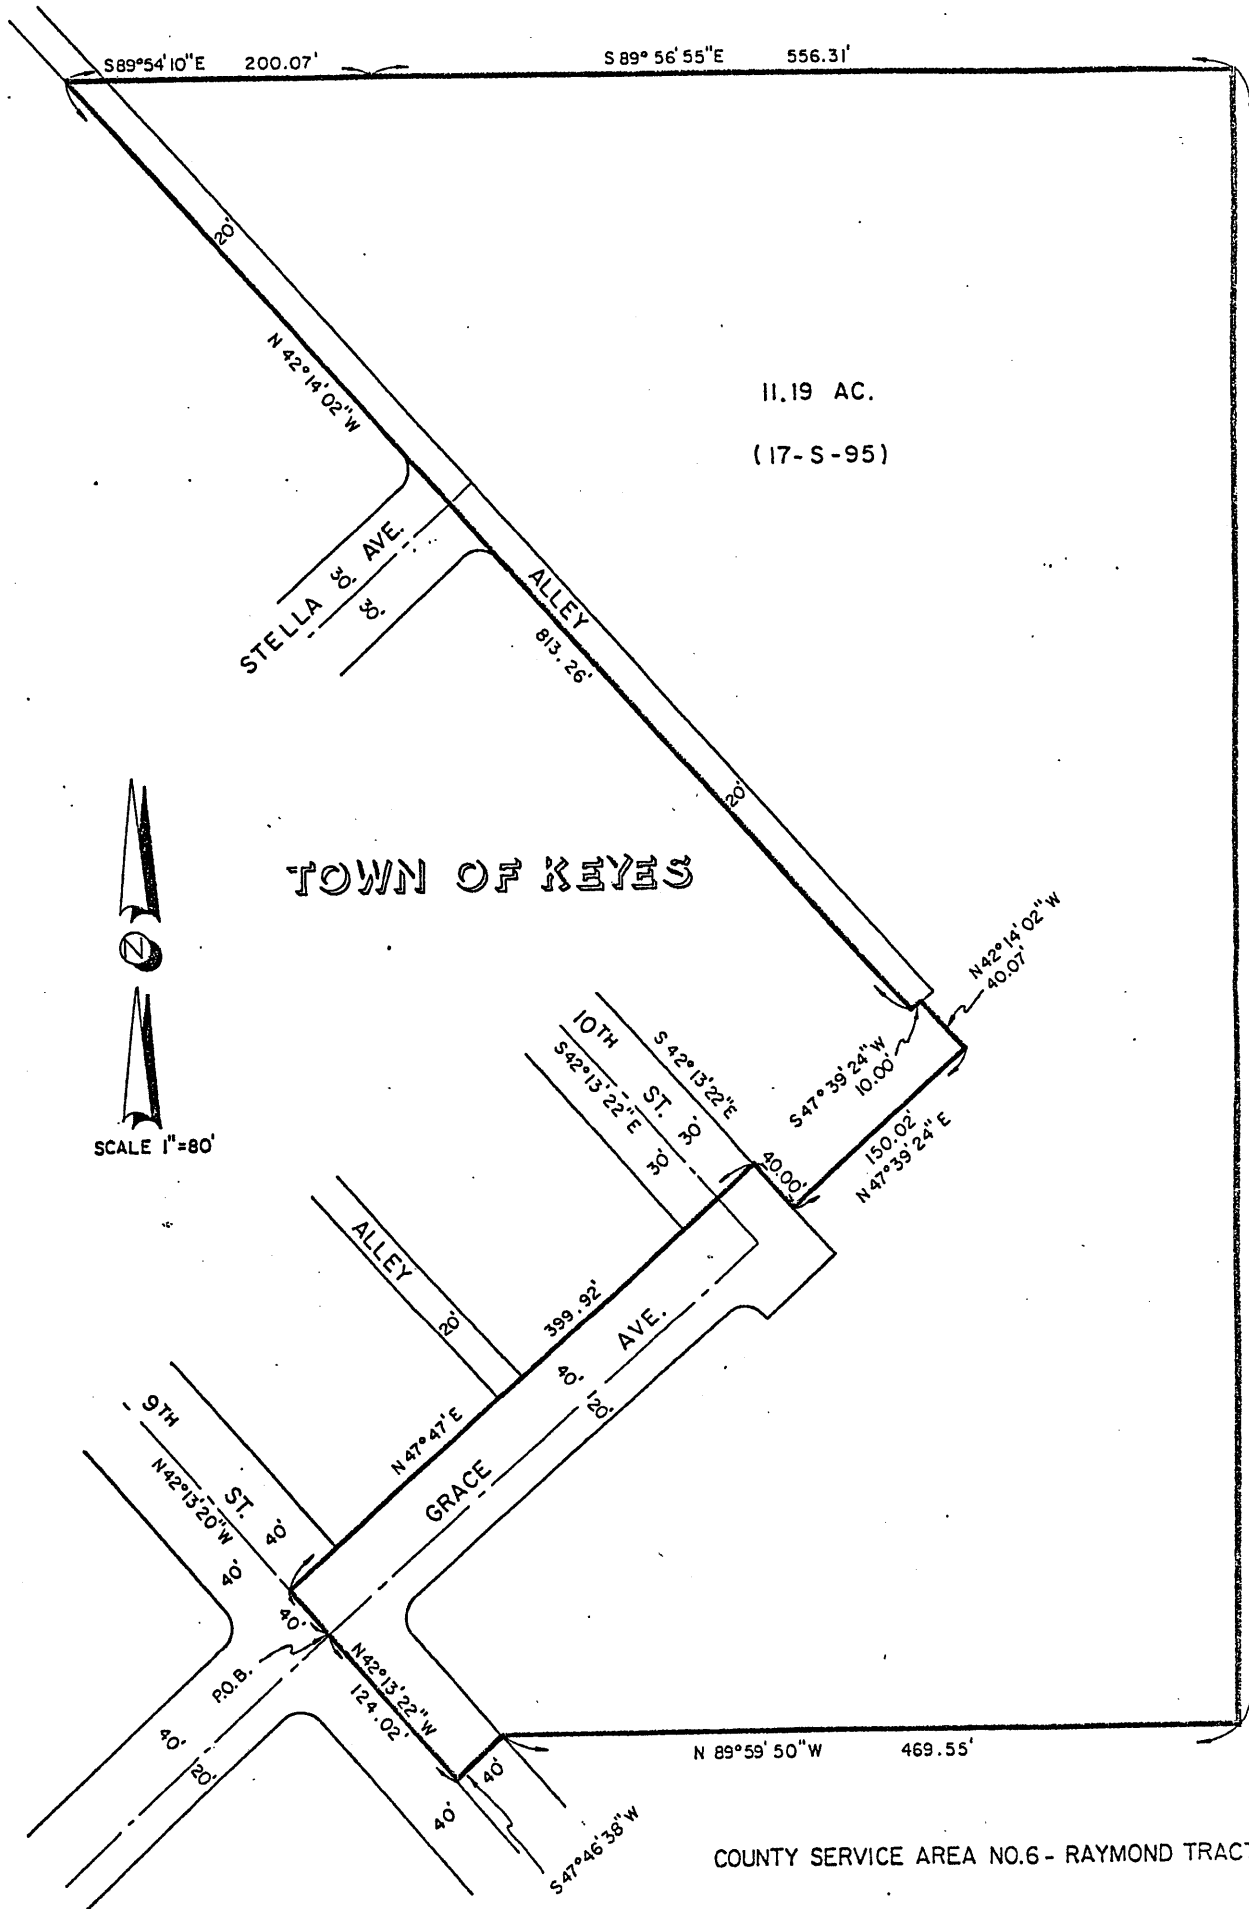 S89°54'10"E 200.07'
S 89° 56' 55"E 556.31'
20'
N 42°14'02"W
11.19 AC.
(17-S-95)
STELLA AVE.
30'
30'
ALLEY
813.26'
20'
TOWN OF KEYES
N
N42°14'02"W
40.07'
S47°39'24"W
10.00'
150.02'
N47°39'24"E
10TH ST.
S 42°13'22"E
S42°13'22"E
30'
30'
40.00'
SCALE 1"=80'
ALLEY
20'
399.92'
N47°47'E
GRACE AVE.
40'
20'
9TH ST.
N42°13'20"W
40'
40'
40'
P.O.B.
N42°13'22"W
124.02'
40'
20'
40'
40'
S47°46'38"W
N 89°59'50"W 469.55'
COUNTY SERVICE AREA NO.6 - RAYMOND TRACT